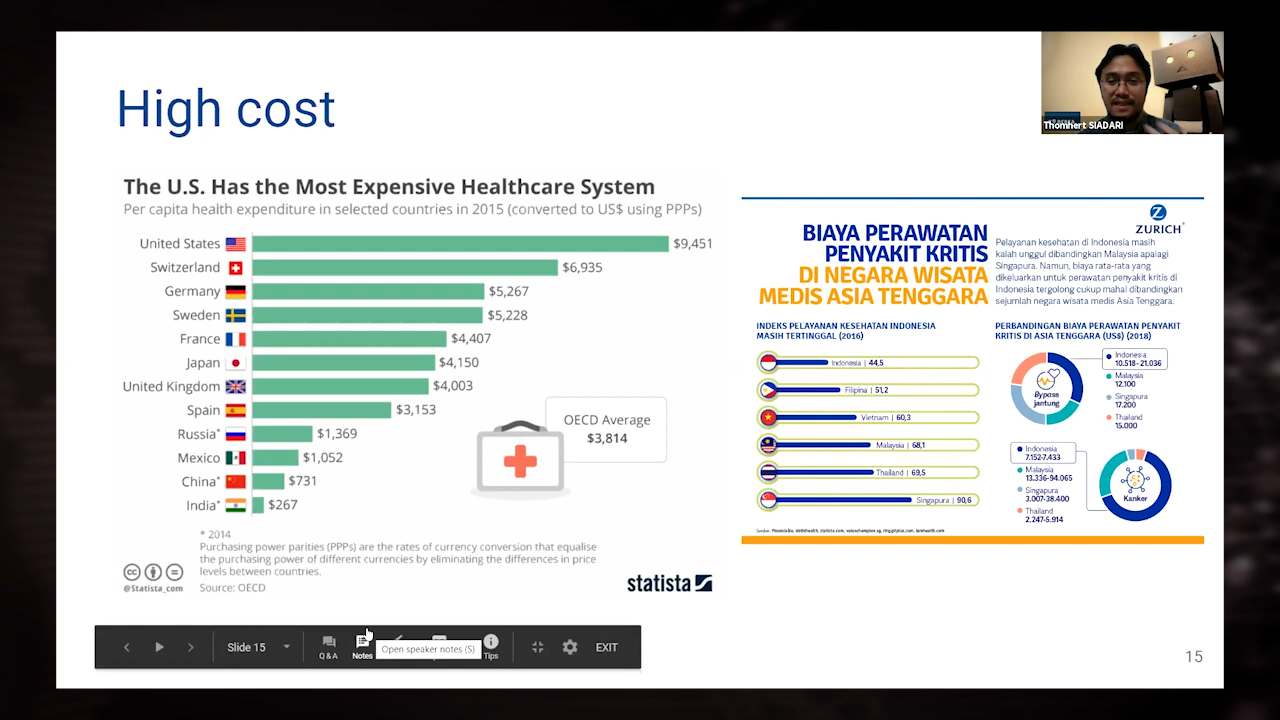 High cost
Thomhert SIADARI
The U.S. Has the Most Expensive Healthcare System
Per capita health expenditure in selected countries in 2015 (converted to US$ using PPPs)
United States $9,451
Switzerland $6,935
Germany $5,267
Sweden $5,228
France $4,407
Japan $4,150
United Kingdom $4,003
Spain $3,153
Russia* $1,369
Mexico $1,052
China* $731
India* $267
OECD Average
$3,814
* 2014
Purchasing power parities (PPPs) are the rates of currency conversion that equalise
the purchasing power of different currencies by eliminating the differences in price
levels between countries.
@Statista_com
Source: OECD
statista
ZURICH
BIAYA PERAWATAN
PENYAKIT KRITIS
DI NEGARA WISATA
MEDIS ASIA TENGGARA
Pelayanan kesehatan di Indonesia masih
kalah unggul dibandingkan Malaysia apalagi
Singapura. Namun, biaya rata-rata yang
dikeluarkan untuk perawatan penyakit kritis di
Indonesia tergolong cukup mahal dibandingkan
sejumlah negara wisata medis Asia Tenggara.
INDEKS PELAYANAN KESEHATAN INDONESIA
MASIH TERTINGGAL (2016)
Indonesia | 44,5
Filipina | 51,2
Vietnam | 60,3
Malaysia | 68,1
Thailand | 69,5
Singapura | 90,6
PERBANDINGAN BIAYA PERAWATAN PENYAKIT
KRITIS DI ASIA TENGGARA (US$) (2018)
Bypass
jantung
Indonesia
10.518-21.036
Malaysia
12.100
Singapura
17.200
Thailand
15.000
Indonesia
7.152-7.433
Malaysia
13.336-94.065
Singapura
3.007-38.400
Thailand
2.247-5.914
Kanker
Slide 15
Q&A
Notes
Open speaker notes (S)
Tips
EXIT
15